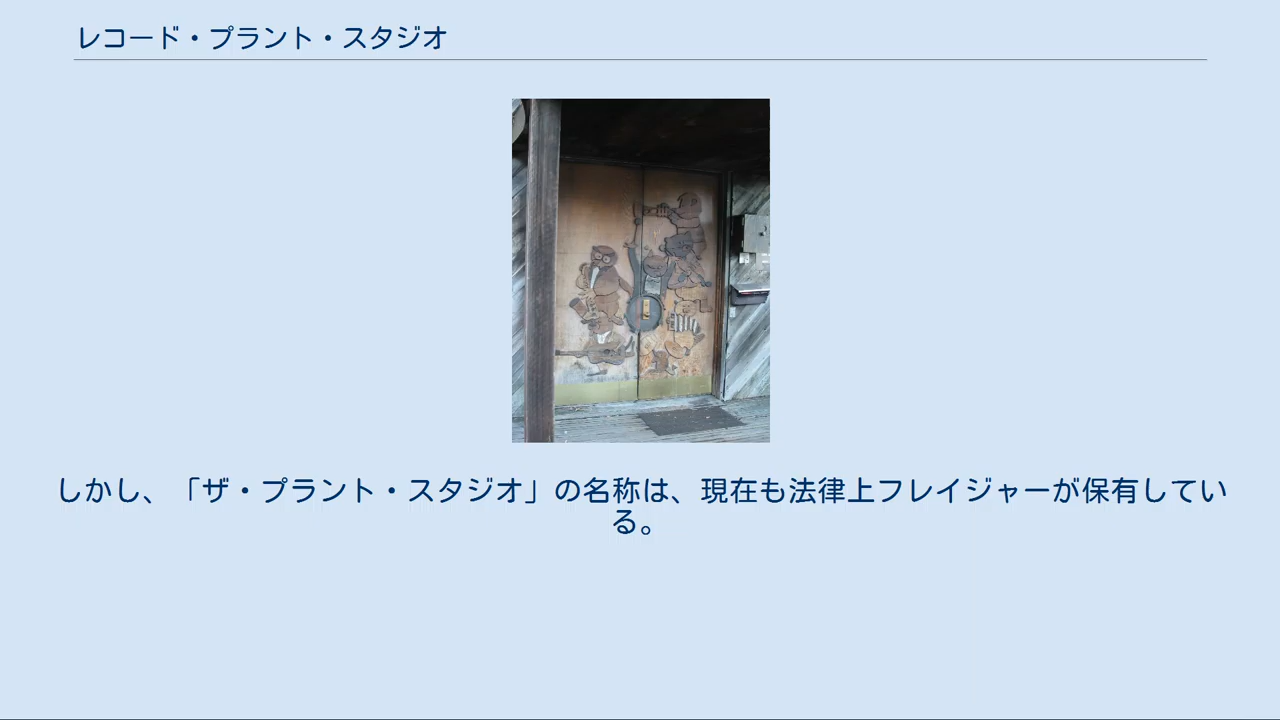 レコード・プラント・スタジオ
しかし、「ザ・プラント・スタジオ」の名称は、現在も法律上フレイジャーが保有してい
る。